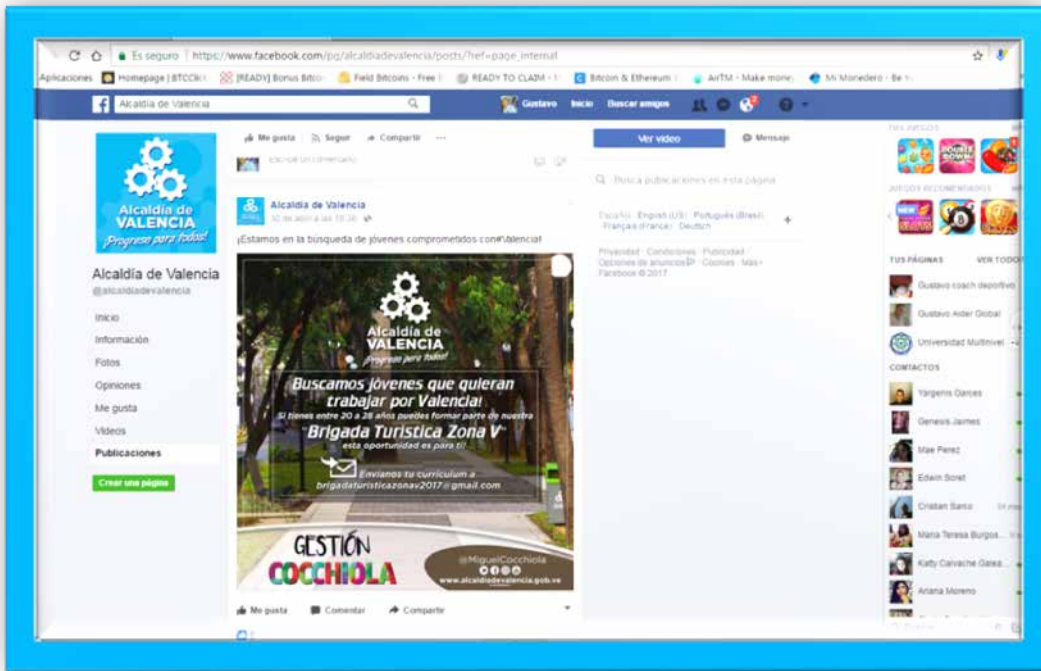 Es seguro https://www.facebook.com/pg/alcaldiadevalencia/posts/?ref=page_internal
Aplicaciones Homepage | BTCClicks [READY] Bonus Bitco Field Bitcoins - Free READY TO CLAIM - Bitcoin & Ethereum AirTM - Make money Mi Monedero - Be
Alcaldía de Valencia
Gustavo Inicio Buscar amigos
Alcaldía de
VALENCIA
¡Progreso para todos!
Alcaldía de Valencia
@alcaldiadevalencia
Inicio
Información
Fotos
Opiniones
Me gusta
Videos
Publicaciones
Crear una página
Me gusta Seguir Compartir ...
Escribe un comentario
Alcaldía de Valencia
¡Estamos en la búsqueda de jóvenes comprometidos con#Valencia!
Alcaldía de
VALENCIA
¡Progreso para todos!
Buscamos jóvenes que quieran
trabajar por Valencia!
Si tienes entre 20 a 28 años puedes formar parte de nuestra
"Brigada Turística Zona V"
esta oportunidad es para ti!
Envianos tu curriculum a
brigadaturisticazonav2017@gmail.com
GESTIÓN
COCCHIOLA
@MiguelCocchiola
www.alcaldiadevalencia.gob.ve
Me gusta Comentar Compartir
Ver video Mensaje
Busca publicaciones en esta página
Español · English (US) · Português (Brasil) ·
Français (France) · Deutsch
Privacidad · Condiciones · Publicidad ·
Opciones de anuncios · Cookies · Más
Facebook © 2017
TUS JUEGOS
JUEGOS RECOMENDADOS
TUS PÁGINAS VER TODO
Gustavo coach deportivo
Gustavo Aider Global
Universidad Multinivel
CONTACTOS
Yargenis Garces
Genesis Jaimes
Mae Perez
Edwin Soret
Cristian
Maria Teresa Burgos...
Katty Calvache Galea...
Ariana Moreno